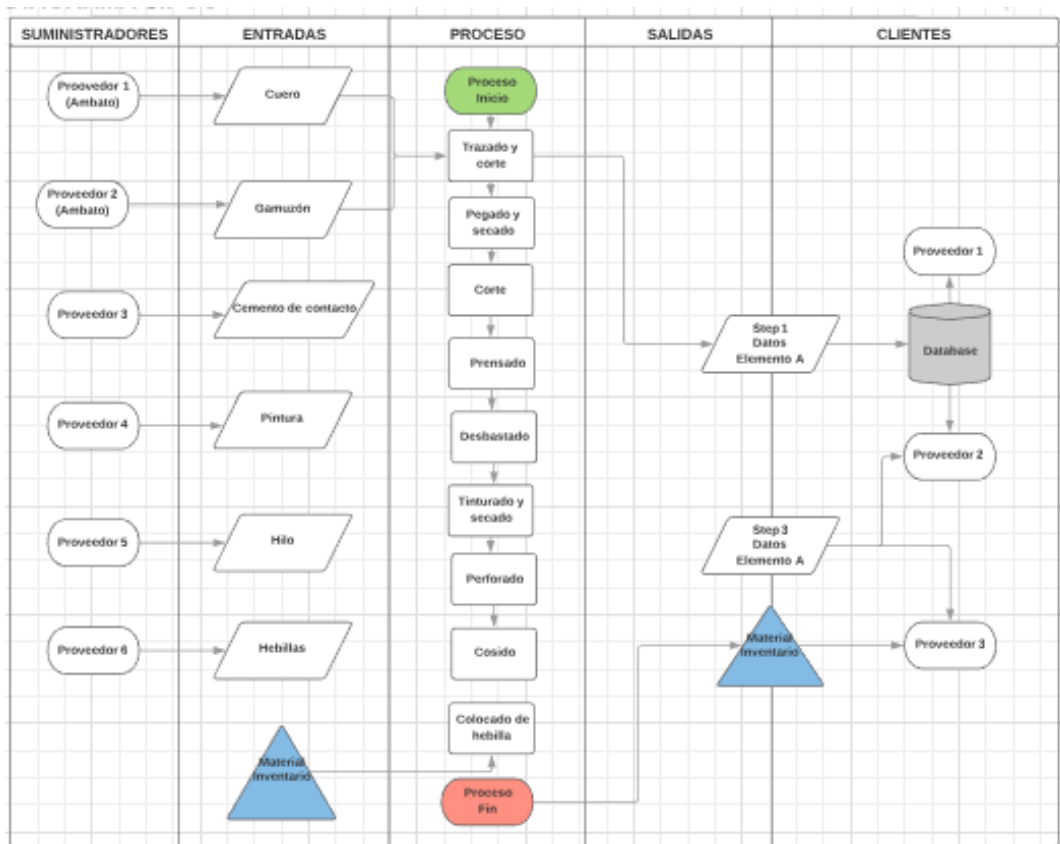 SUMINISTRADORES
ENTRADAS
PROCESO
SALIDAS
CLIENTES
Proovedor 1
(Ambato)
Cuero
Proceso
Inicio
Trazado y
corte
Proveedor 2
(Ambato)
Gamuzón
Pegado y
secado
Proveedor 1
Corte
Proveedor 3
Cemento de contacto
Step 1
Datos
Elemento A
Database
Prensado
Proveedor 4
Pintura
Desbastado
Proveedor 2
Tinturado y
secado
Proveedor 5
Hilo
Step 3
Datos
Elemento A
Perforado
Proveedor 6
Hebillas
Cosido
Material
Inventario
Proveedor 3
Colocado de
hebilla
Material
Inventario
Proceso
Fin